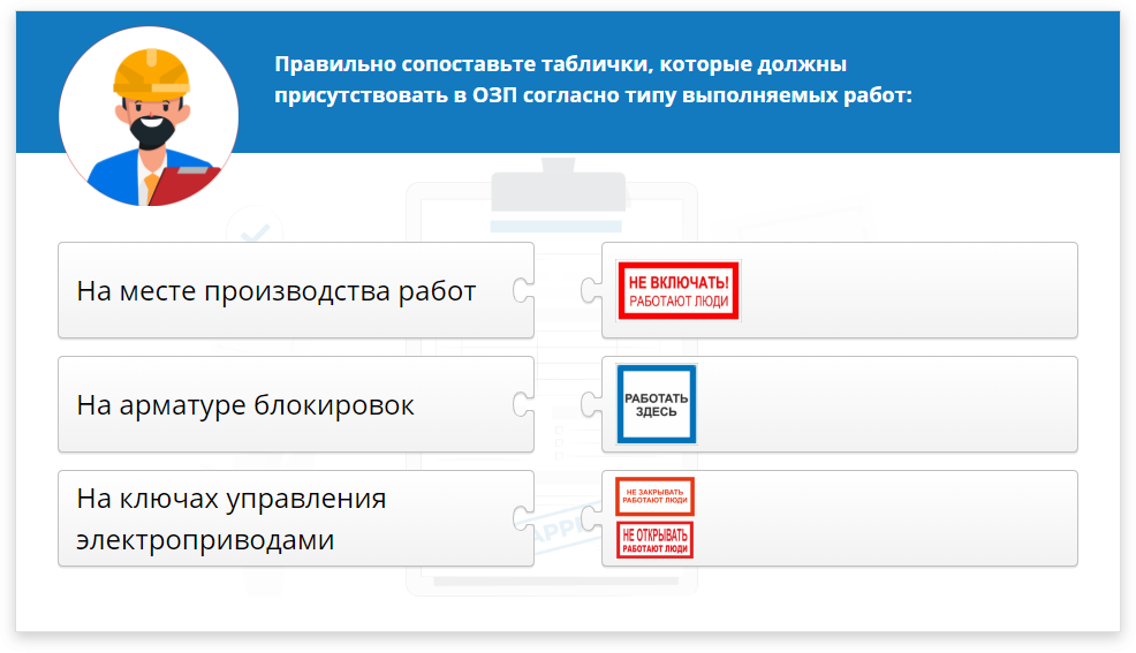 Правильно сопоставьте таблички, которые должны
присутствовать в ОЗП согласно типу выполняемых работ:
На месте производства работ
НЕ ВКЛЮЧАТЬ!
РАБОТАЮТ ЛЮДИ
На арматуре блокировок
РАБОТАТЬ
ЗДЕСЬ
На ключах управления
электроприводами
НЕ ЗАКРЫВАТЬ
РАБОТАЮТ ЛЮДИ
НЕ ОТКРЫВАТЬ
РАБОТАЮТ ЛЮДИ